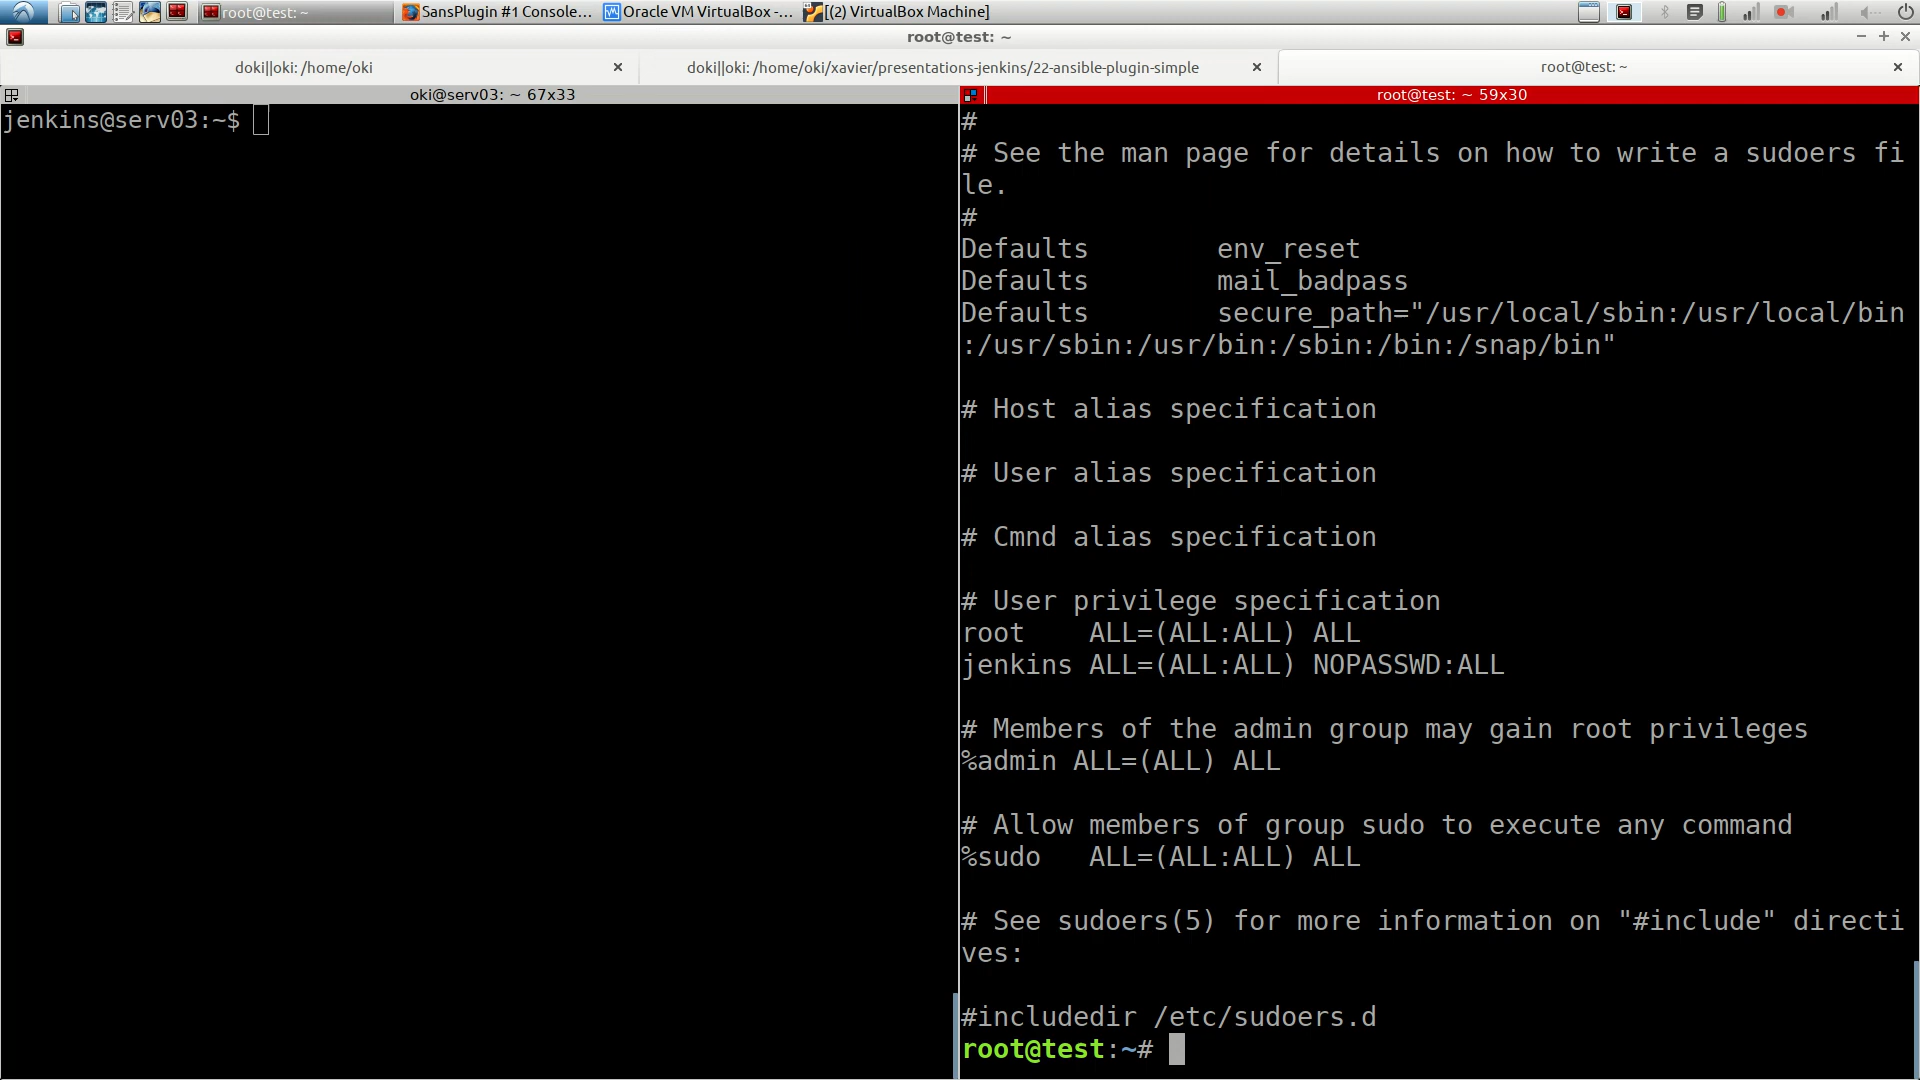 root@test: ~
SansPlugin #1 Console...
Oracle VM VirtualBox -...
[(2) VirtualBox Machine]
root@test: ~
doki||oki: /home/oki
doki||oki: /home/oki/xavier/presentations-jenkins/22-ansible-plugin-simple
root@test: ~
oki@serv03: ~ 67x33
jenkins@serv03:~$
root@test: ~ 59x30
#
# See the man page for details on how to write a sudoers fi
le.
#
Defaults        env_reset
Defaults        mail_badpass
Defaults        secure_path="/usr/local/sbin:/usr/local/bin
:/usr/sbin:/usr/bin:/sbin:/bin:/snap/bin"
# Host alias specification
# User alias specification
# Cmnd alias specification
# User privilege specification
root    ALL=(ALL:ALL) ALL
jenkins ALL=(ALL:ALL) NOPASSWD:ALL
# Members of the admin group may gain root privileges
%admin ALL=(ALL) ALL
# Allow members of group sudo to execute any command
%sudo   ALL=(ALL:ALL) ALL
# See sudoers(5) for more information on "#include" directi
ves:
#includedir /etc/sudoers.d
root@test:~#